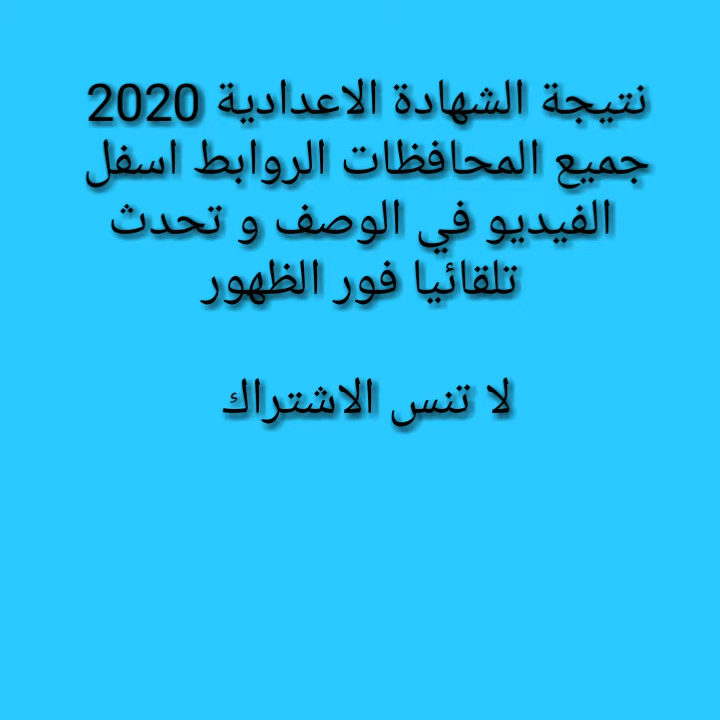 نتيجة الشهادة الاعدادية 2020
جميع المحافظات الروابط اسفل
الفيديو في الوصف و تحدث
تلقائيا فور الظهور
لا تنس الاشتراك